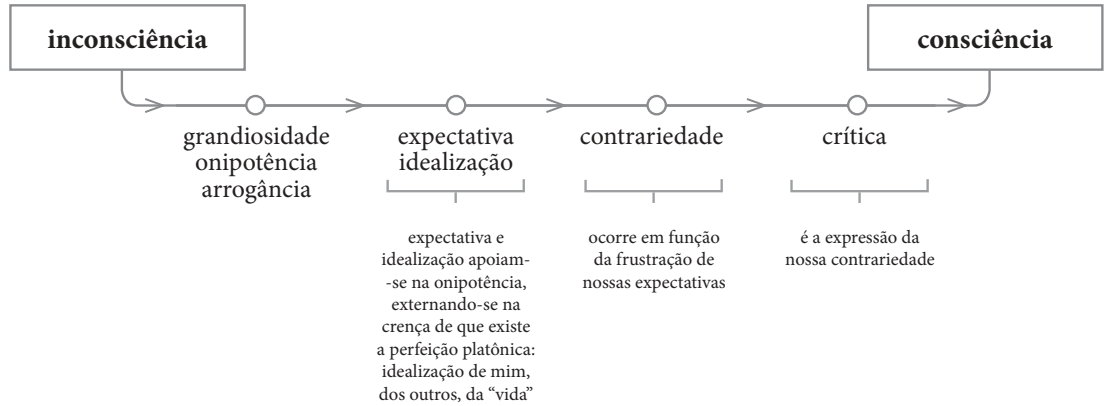 inconsciência
consciência
grandiosidade
onipotência
arrogância
expectativa
idealização
contrariedade
crítica
expectativa e
idealização apoiam-
-se na onipotência,
externando-se na
crença de que existe
a perfeição platônica:
idealização de mim,
dos outros, da “vida”
ocorre em função
da frustração de
nossas expectativas
é a expressão da
nossa contrariedade